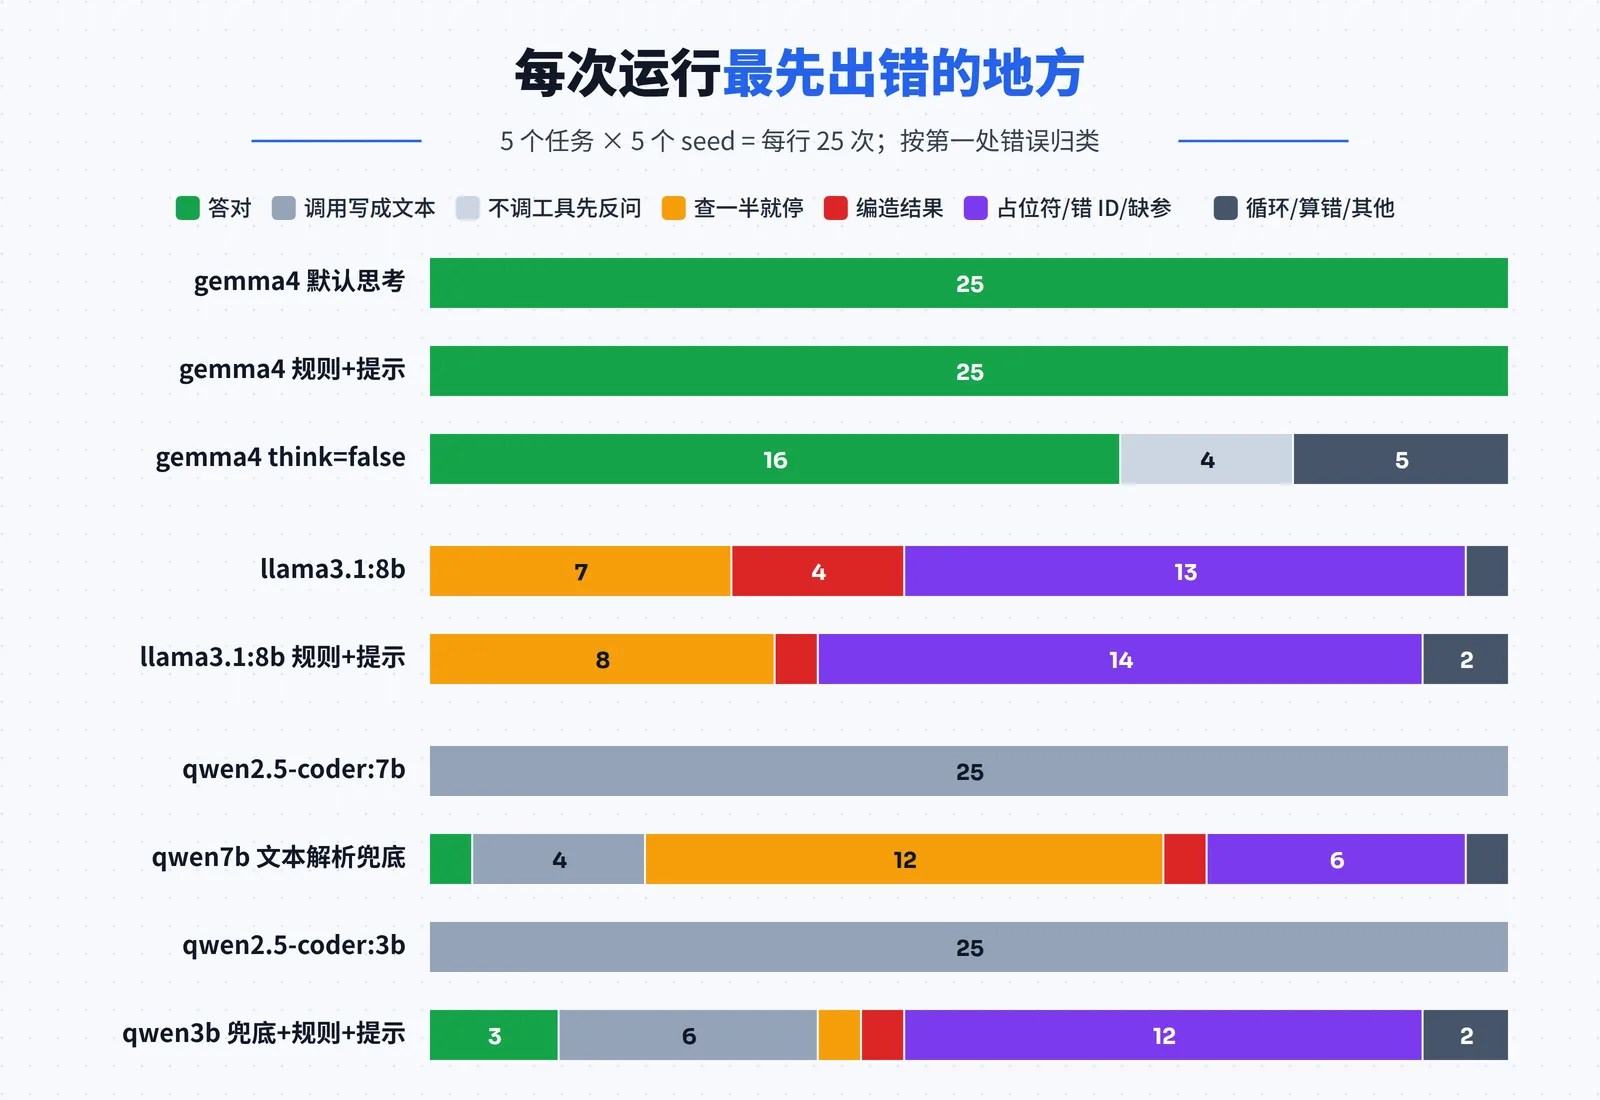 每次运行最先出错的地方
5 个任务 × 5 个 seed = 每行 25 次；按第一处错误归类
答对 调用写成文本 不调工具先反问 查一半就停 编造结果 占位符/错 ID/缺参 循环/算错/其他
gemma4 默认思考 25
gemma4 规则+提示 25
gemma4 think=false 16 4 5
llama3.1:8b 7 4 13
llama3.1:8b 规则+提示 8 14 2
qwen2.5-coder:7b 25
qwen7b 文本解析兜底 4 12 6
qwen2.5-coder:3b 25
qwen3b 兜底+规则+提示 3 6 12 2